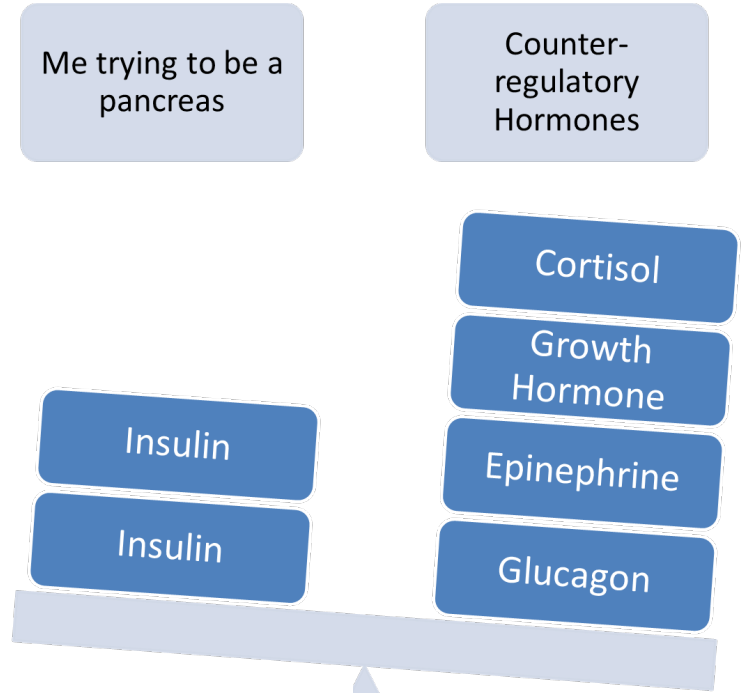 Me trying to be a
pancreas
Counter-
regulatory
Hormones
Cortisol
Growth
Hormone
Epinephrine
Glucagon
Insulin
Insulin